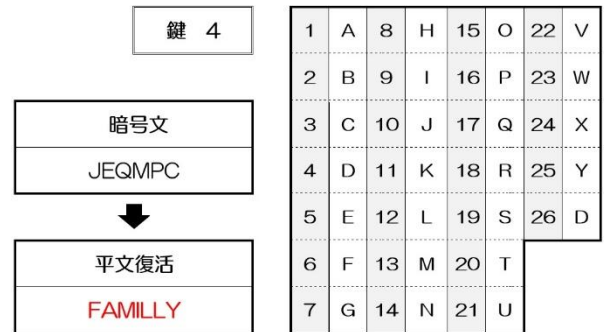 鍵 4
暗号文
JEQMPC
平文復活
FAMILLY
1 A 8 H 15 O 22 V
2 B 9 I 16 P 23 W
3 C 10 J 17 Q 24 X
4 D 11 K 18 R 25 Y
5 E 12 L 19 S 26 D
6 F 13 M 20 T
7 G 14 N 21 U